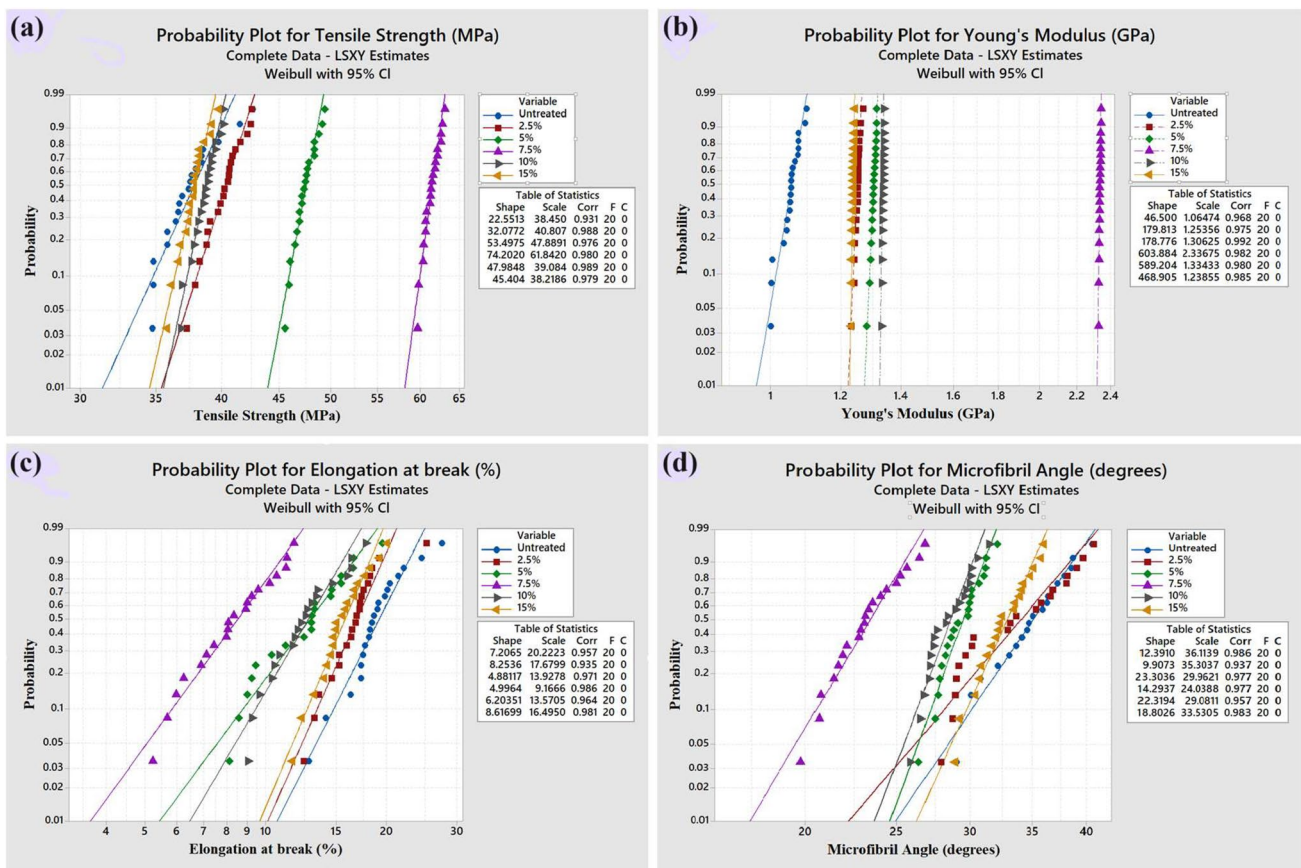 (a)
Probability Plot for Tensile Strength (MPa)
Complete Data - LSXY Estimates
Weibull with 95% Cl
Probability
0.99
0.9
0.8
0.7
0.6
0.5
0.4
0.3
0.2
0.1
0.05
0.03
0.02
0.01
30 35 40 45 50 55 60 65
Tensile Strength (MPa)
Variable
Untreated
2.5%
5%
7.5%
10%
15%
Table of Statistics
Shape Scale Corr F C
22.5513 38.450 0.931 20 0
32.0772 40.807 0.988 20 0
53.4975 47.8891 0.976 20 0
74.2020 61.8420 0.980 20 0
47.9848 39.084 0.989 20 0
45.404 38.2186 0.979 20 0
(b)
Probability Plot for Young's Modulus (GPa)
Complete Data - LSXY Estimates
Weibull with 95% Cl
Probability
0.99
0.9
0.8
0.7
0.6
0.5
0.4
0.3
0.2
0.1
0.05
0.03
0.02
0.01
1 1.2 1.4 1.6 1.8 2 2.2 2.4
Young's Modulus (GPa)
Variable
Untreated
2.5%
5%
7.5%
10%
15%
Table of Statistics
Shape Scale Corr F C
46.500 1.06474 0.968 20 0
179.813 1.25356 0.975 20 0
178.776 1.30625 0.992 20 0
603.884 2.33675 0.982 20 0
589.204 1.33433 0.980 20 0
468.905 1.23855 0.985 20 0
(c)
Probability Plot for Elongation at break (%)
Complete Data - LSXY Estimates
Weibull with 95% Cl
Probability
0.99
0.9
0.8
0.7
0.6
0.5
0.4
0.3
0.2
0.1
0.05
0.03
0.02
0.01
4 5 6 7 8 9 10 15 20 30
Elongation at break (%)
Variable
Untreated
2.5%
5%
7.5%
10%
15%
Table of Statistics
Shape Scale Corr F C
7.2065 20.2223 0.957 20 0
8.2536 17.6799 0.935 20 0
4.88117 13.9278 0.971 20 0
4.9964 9.1666 0.986 20 0
6.20351 13.5705 0.964 20 0
8.61699 16.4950 0.981 20 0
(d)
Probability Plot for Microfibril Angle (degrees)
Complete Data - LSXY Estimates
Weibull with 95% Cl
Probability
0.99
0.9
0.8
0.7
0.6
0.5
0.4
0.3
0.2
0.1
0.05
0.03
0.02
0.01
20 25 30 35 40
Microfibril Angle (degrees)
Variable
Untreated
2.5%
5%
7.5%
10%
15%
Table of Statistics
Shape Scale Corr F C
12.3910 36.1139 0.986 20 0
9.9073 35.3037 0.937 20 0
23.3036 29.9621 0.977 20 0
14.2937 24.0388 0.977 20 0
22.3194 29.0811 0.957 20 0
18.8026 33.5305 0.983 20 0